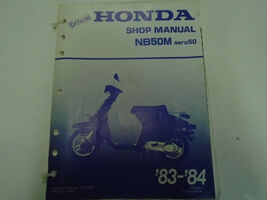 Official
HONDA
SHOP MANUAL
NB50M aero50
'83-'84